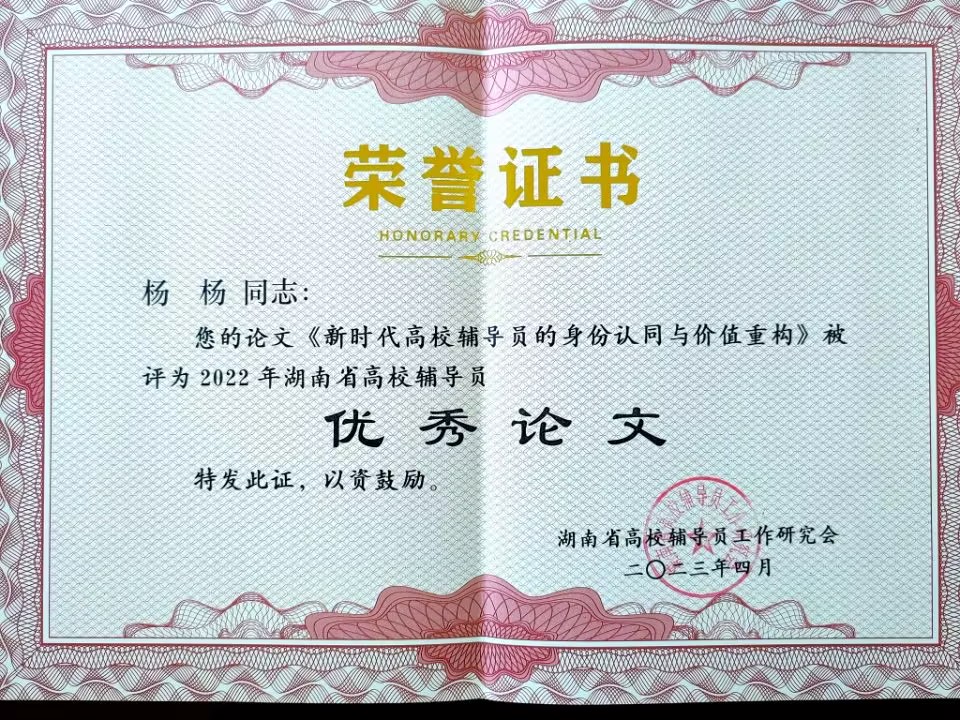 荣誉证书
HONORARY CREDENTIAL
杨 杨 同志：
您的论文《新时代高校辅导员的身份认同与价值重构》被
评为2022年湖南省高校辅导员
优秀论文
特发此证，以资鼓励。
湖南省高校辅导员工作研究会
二〇二三年四月